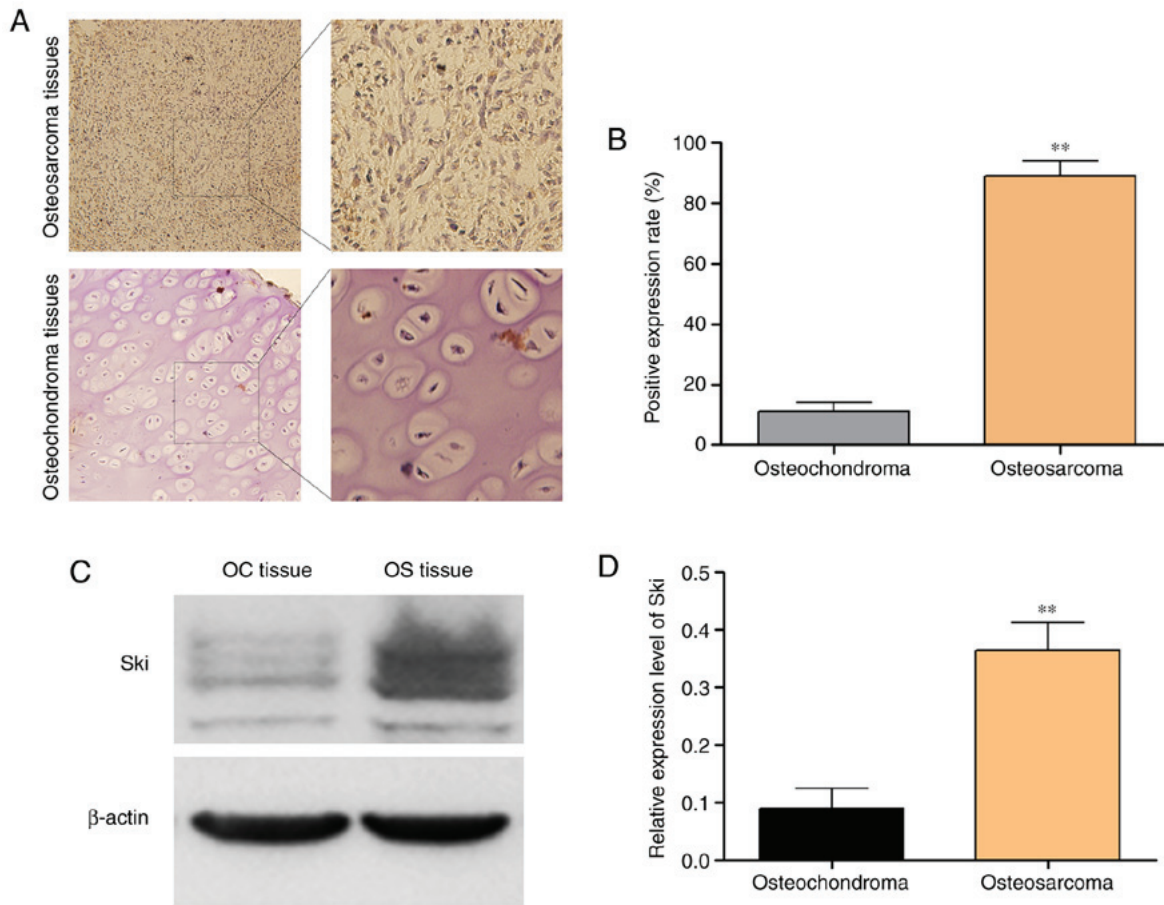 A
Osteosarcoma tissues
Osteochondroma tissues
B
Positive expression rate (%)
100
80
60
40
20
0
**
Osteochondroma
Osteosarcoma
C
OC tissue
OS tissue
Ski
β-actin
D
Relative expression level of Ski
0.5
0.4
0.3
0.2
0.1
0.0
**
Osteochondroma
Osteosarcoma